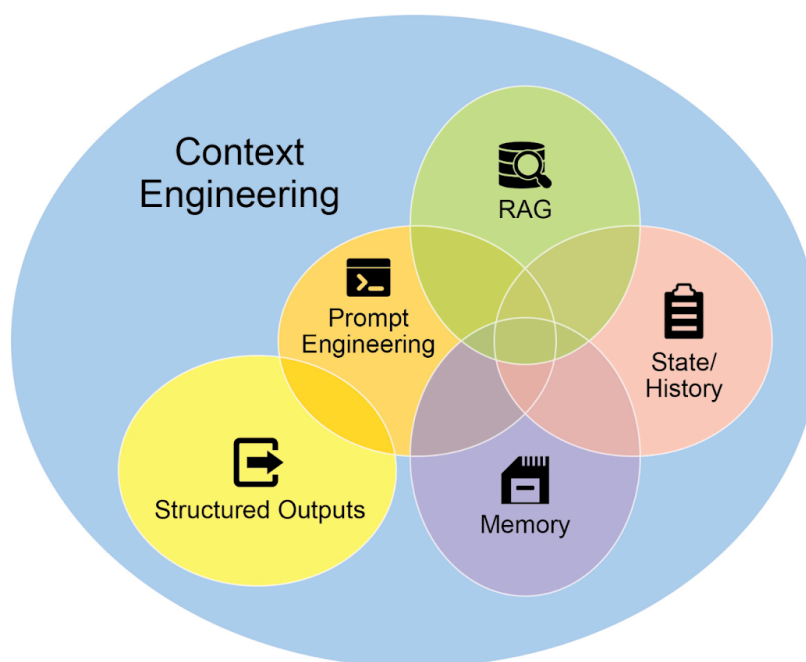 Context
Engineering
RAG
Prompt
Engineering
State/
History
Structured Outputs
Memory